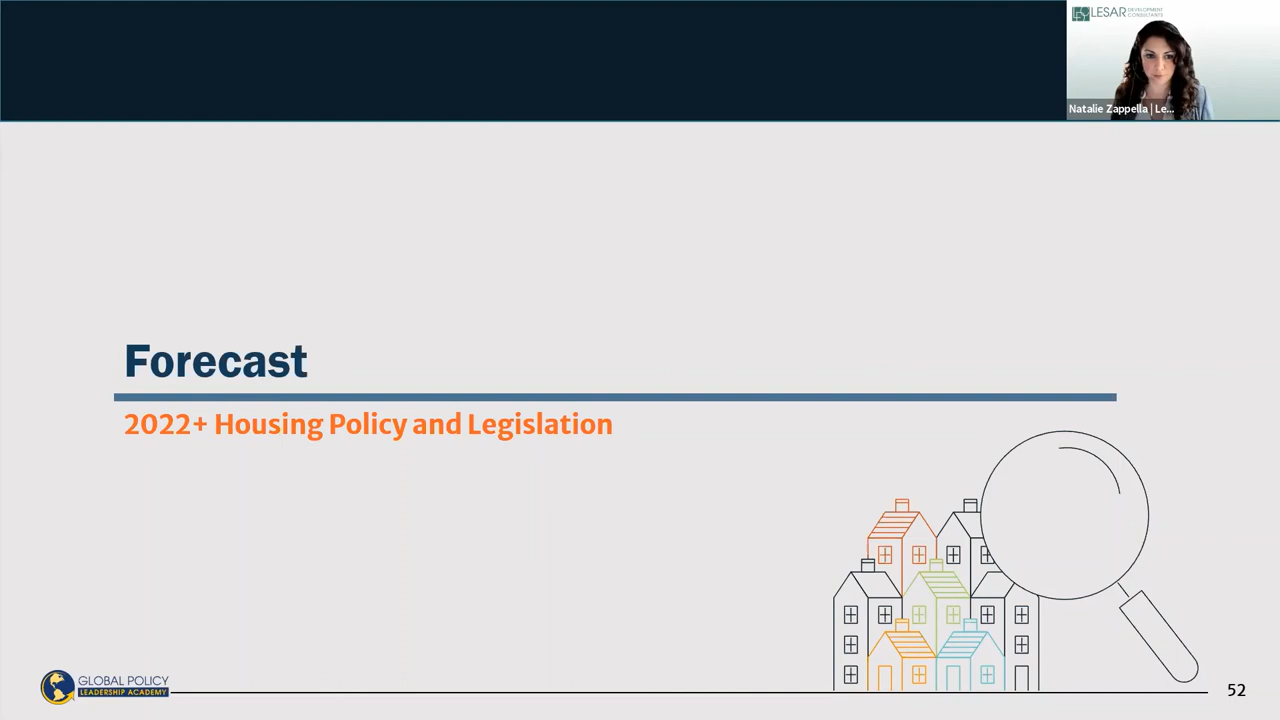 LESAR DEVELOPMENT
CONSULTANTS
Natalie Zappella | Le...
Forecast
2022+ Housing Policy and Legislation
GLOBAL POLICY
LEADERSHIP ACADEMY
52